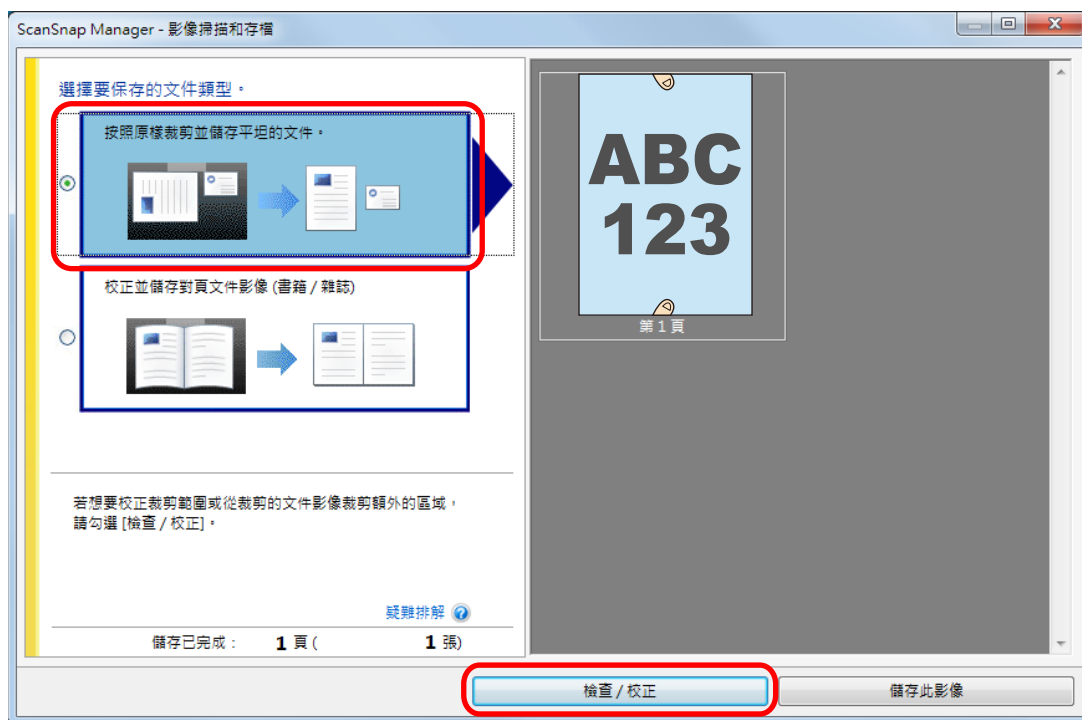 ScanSnap Manager - 影像掃描和存檔
選擇要保存的文件類型。
按照原樣裁剪並儲存平坦的文件。
校正並儲存對頁文件影像 (書籍 / 雜誌)
若想要校正裁剪範圍或從裁剪的文件影像裁剪額外的區域，
請勾選 [檢查 / 校正]。
疑難排解
儲存已完成： 1 頁 ( 1 張)
ABC
123
第 1 頁
檢查 / 校正
儲存此影像